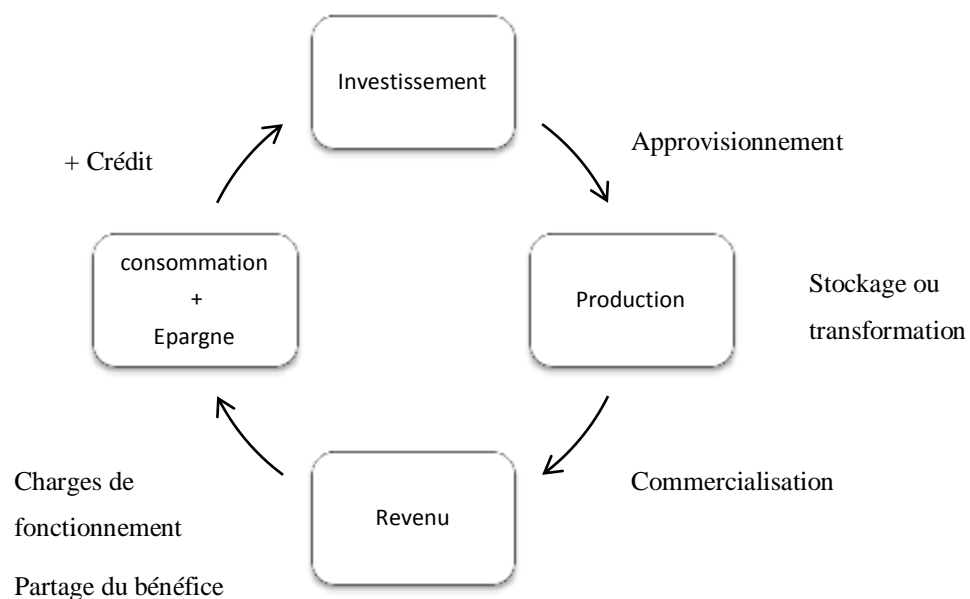 Investissement
Approvisionnement
+ Crédit
consommation
+
Epargne
Production
Stockage ou
transformation
Revenu
Commercialisation
Charges de
fonctionnement
Partage du bénéfice